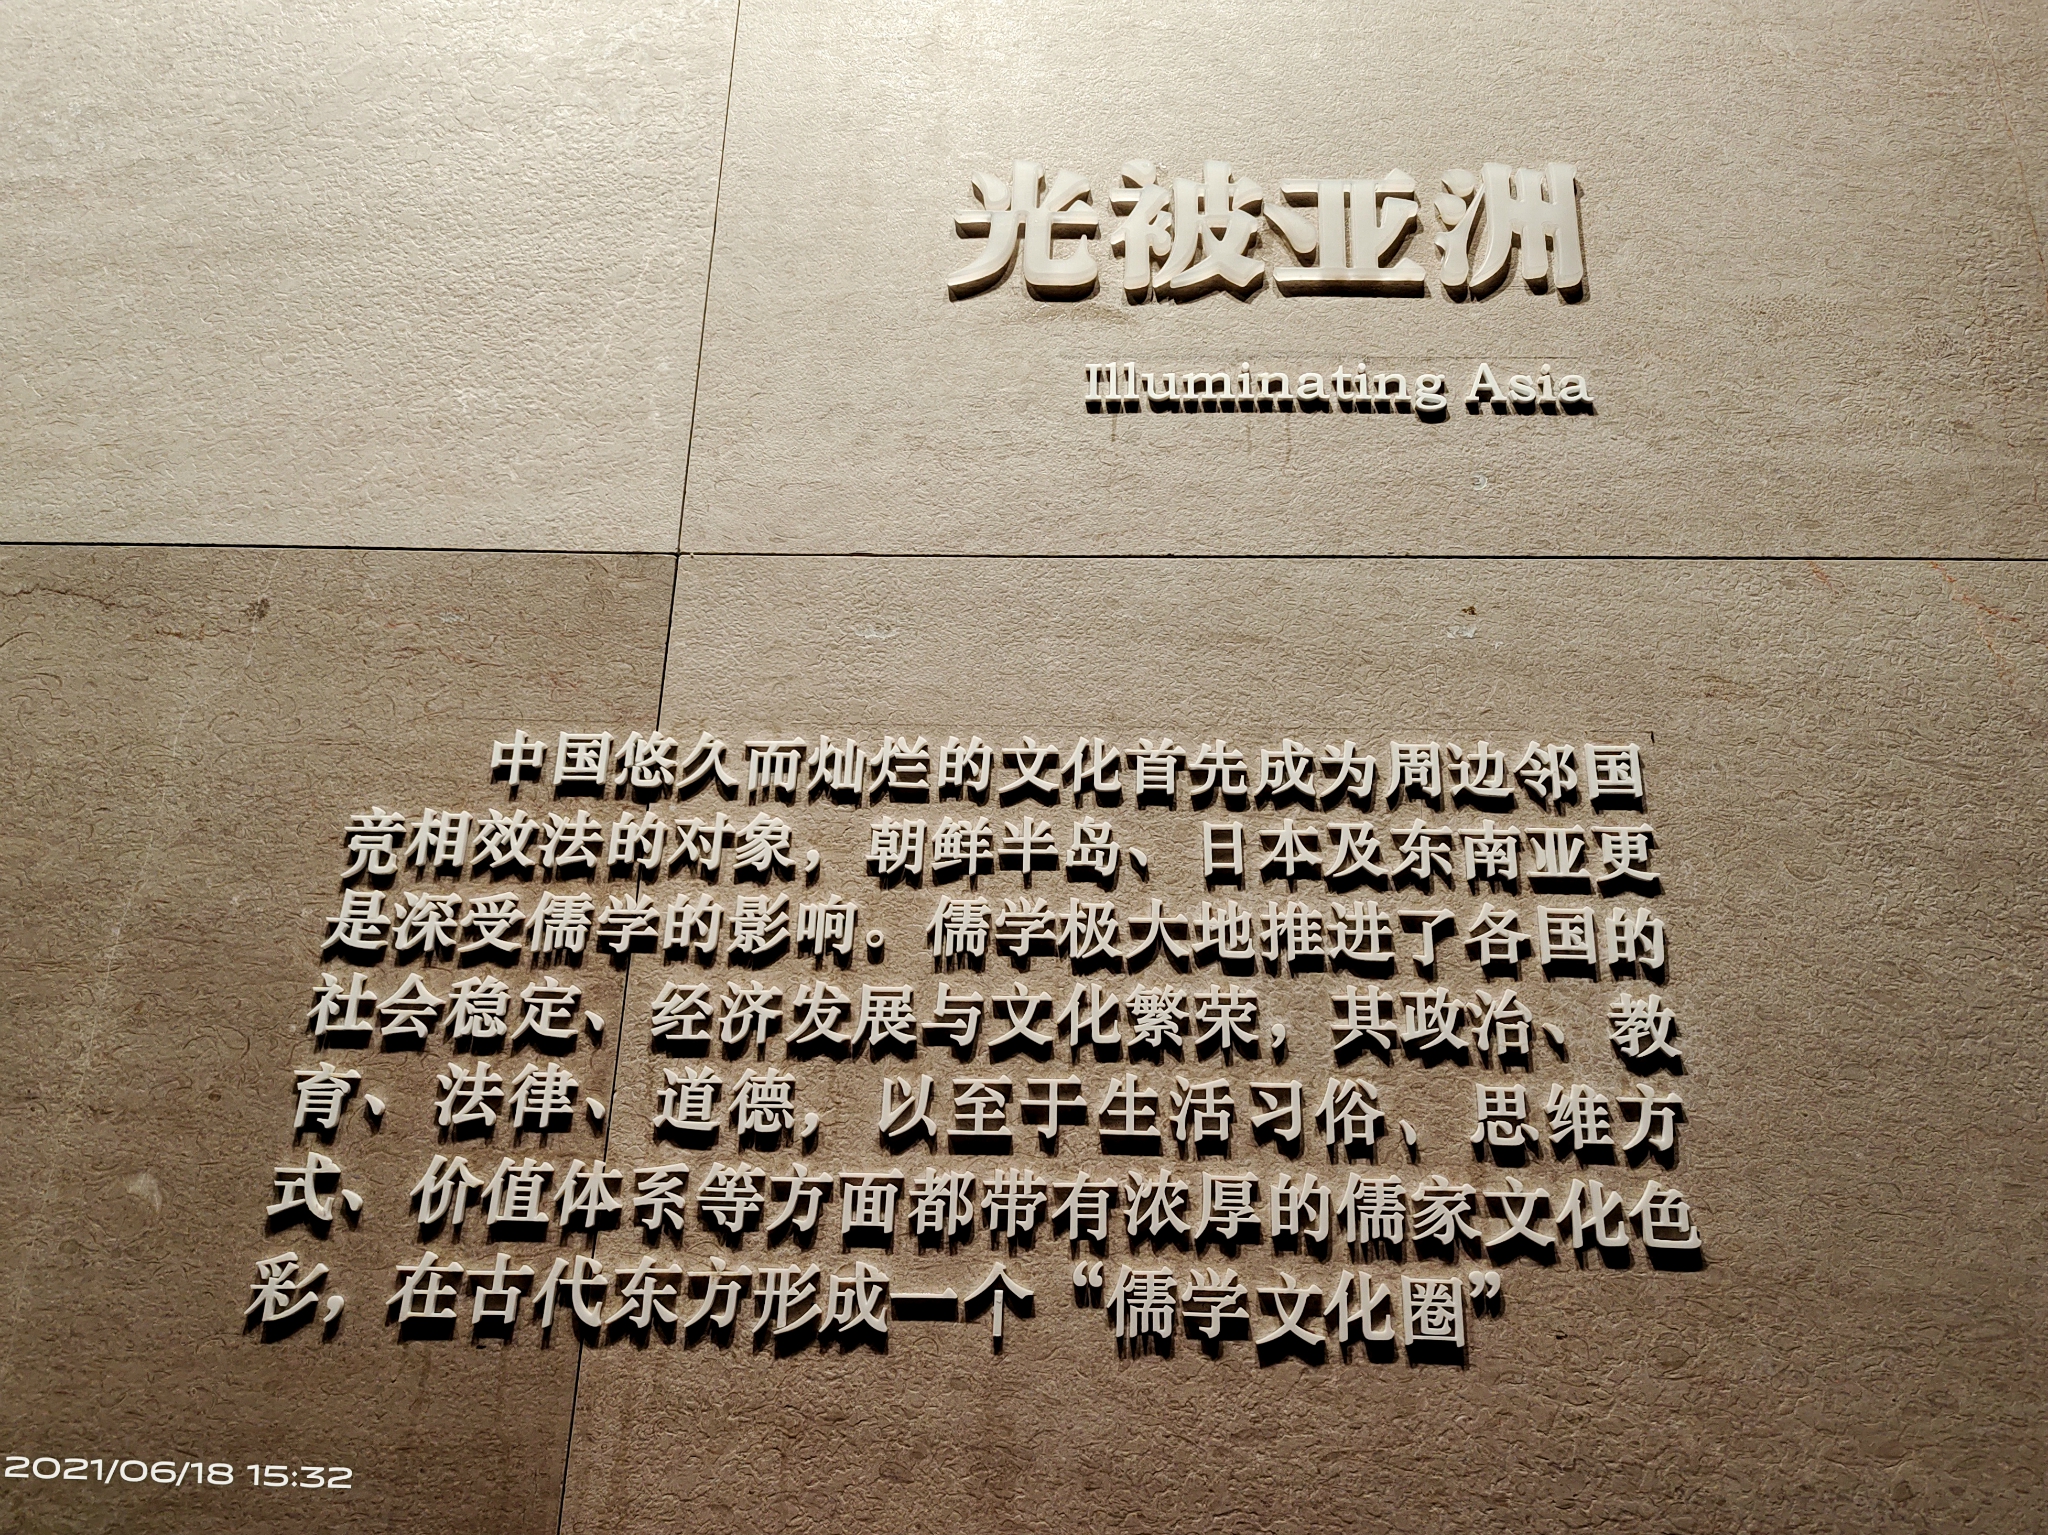 光被亚洲
Illuminating Asia
中国悠久而灿烂的文化首先成为周边邻国
竞相效法的对象，朝鲜半岛、日本及东南亚更
是深受儒学的影响。儒学极大地推进了各国的
社会稳定、经济发展与文化繁荣，其政治、教
育、法律、道德，以至于生活习俗、思维方
式、价值体系等方面都带有浓厚的儒家文化色
彩，在古代东方形成一个“儒学文化圈”
2021/06/18 15:32